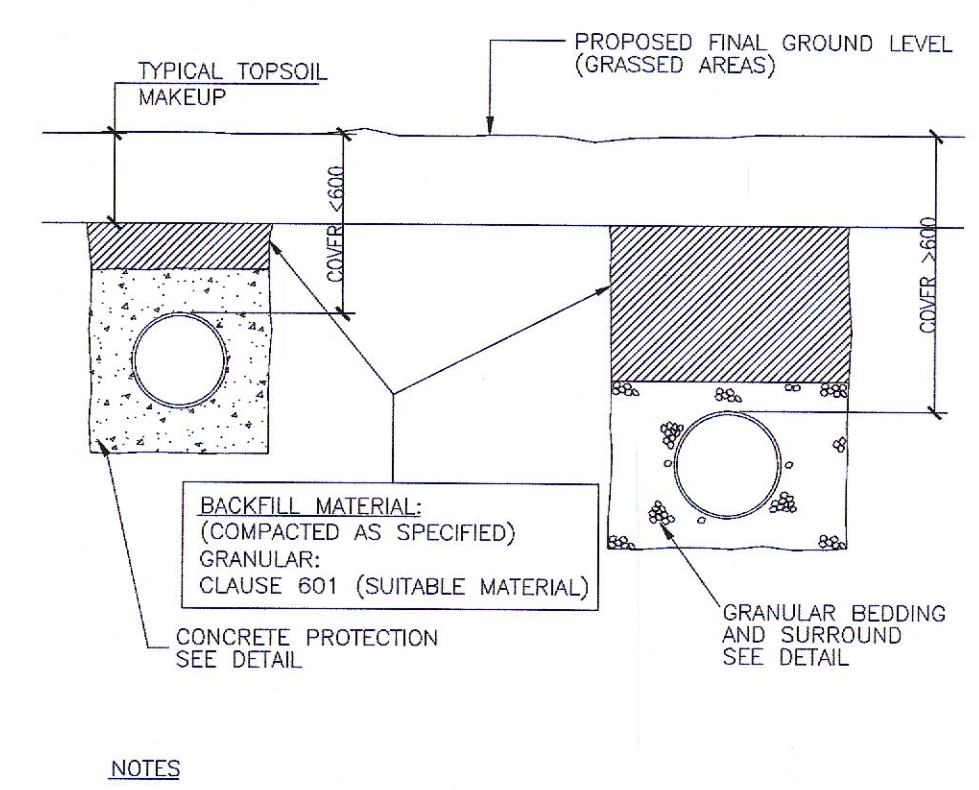 PROPOSED FINAL GROUND LEVEL
(GRASSED AREAS)
TYPICAL TOPSOIL
MAKEUP
COVER <600
COVER >600
BACKFILL MATERIAL:
(COMPACTED AS SPECIFIED)
GRANULAR:
CLAUSE 601 (SUITABLE MATERIAL)
CONCRETE PROTECTION
SEE DETAIL
GRANULAR BEDDING
AND SURROUND
SEE DETAIL
NOTES